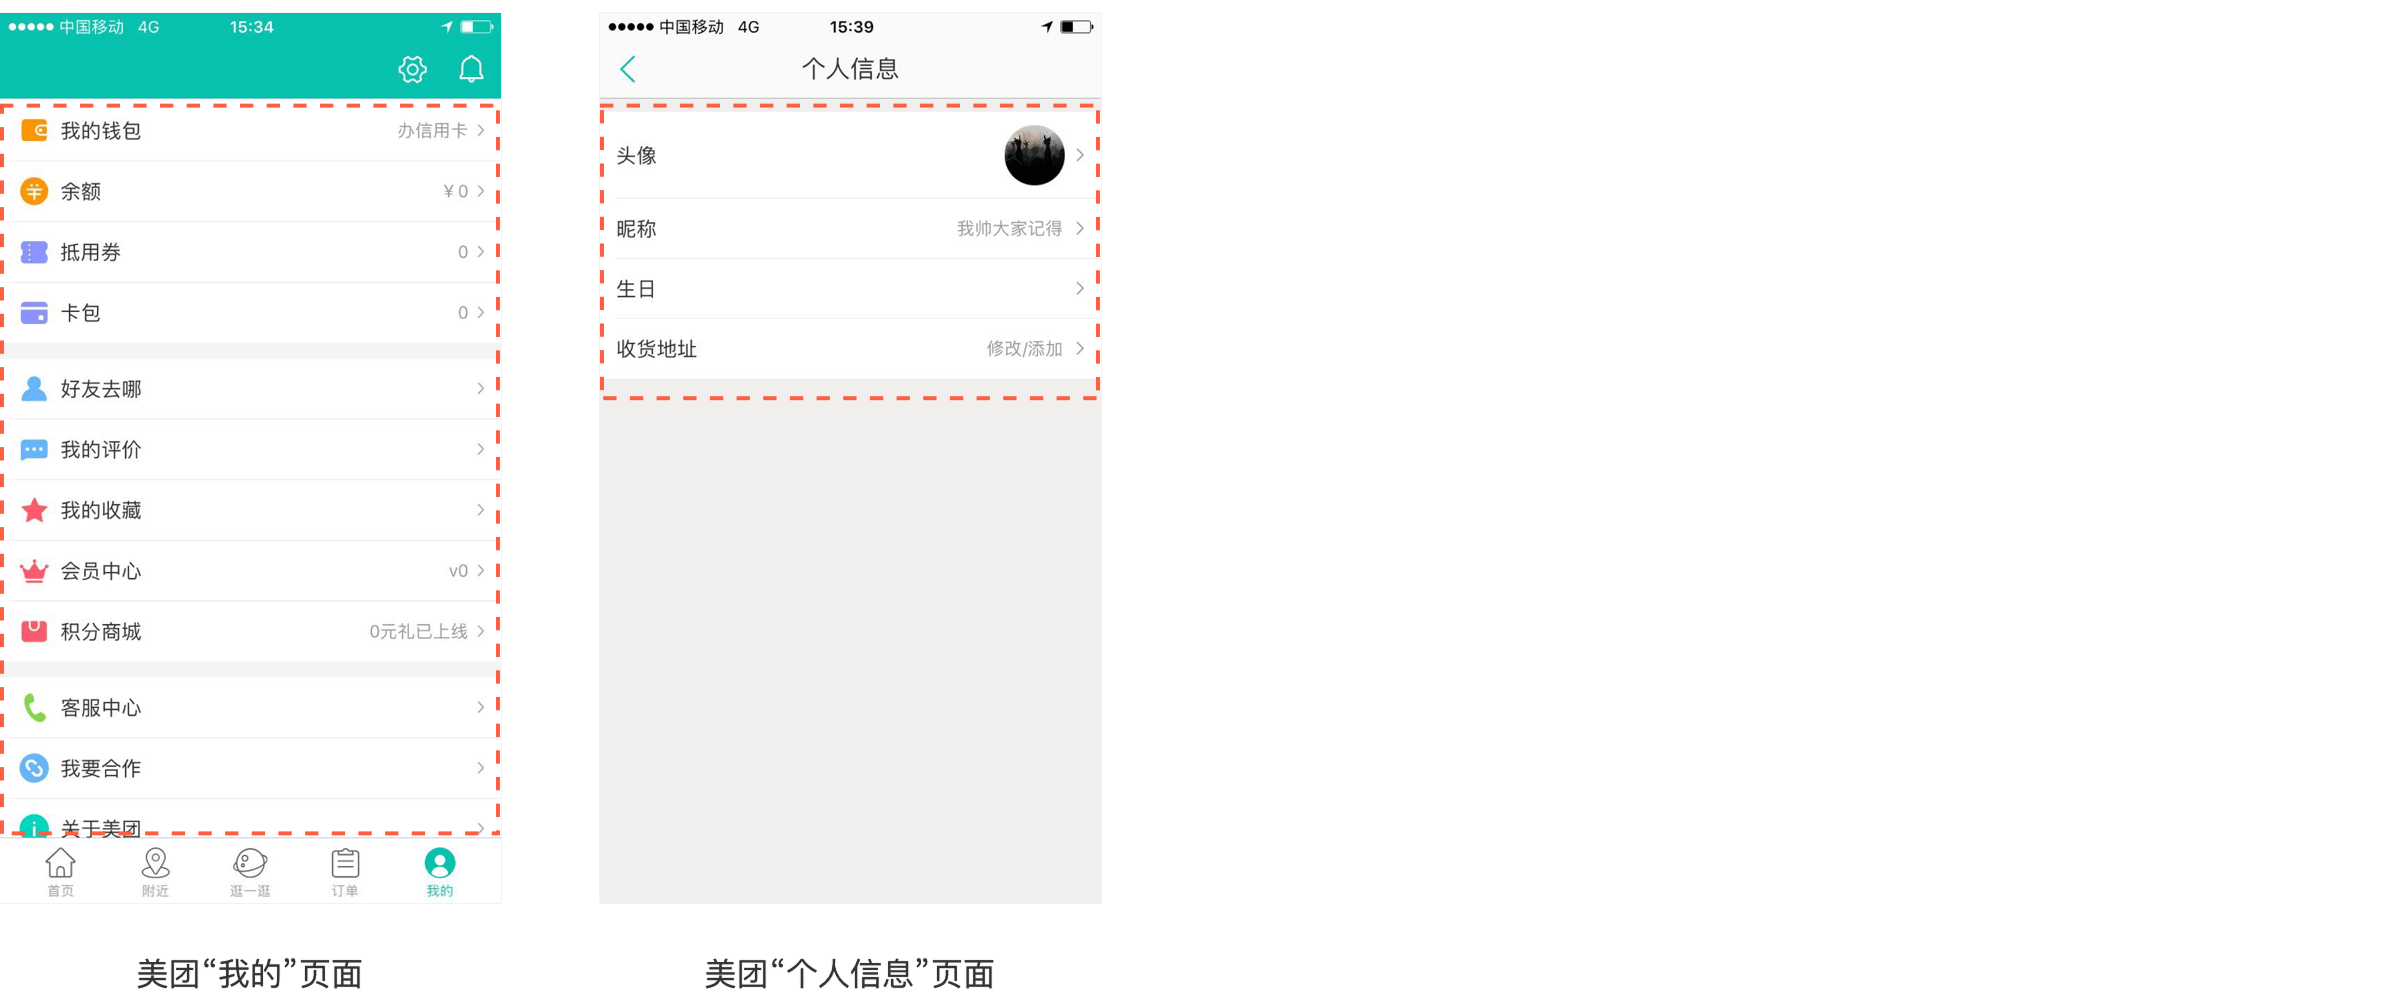 中国移动 4G 15:34
我的钱包 办信用卡
余额 ¥0
抵用券 0
卡包 0
好友去哪
我的评价
我的收藏
会员中心 v0
积分商城 0元礼已上线
客服中心
我要合作
关于美团
首页 附近 逛一逛 订单 我的
美团“我的”页面
中国移动 4G 15:39
个人信息
头像
昵称 我帅大家记得
生日
收货地址 修改/添加
美团“个人信息”页面